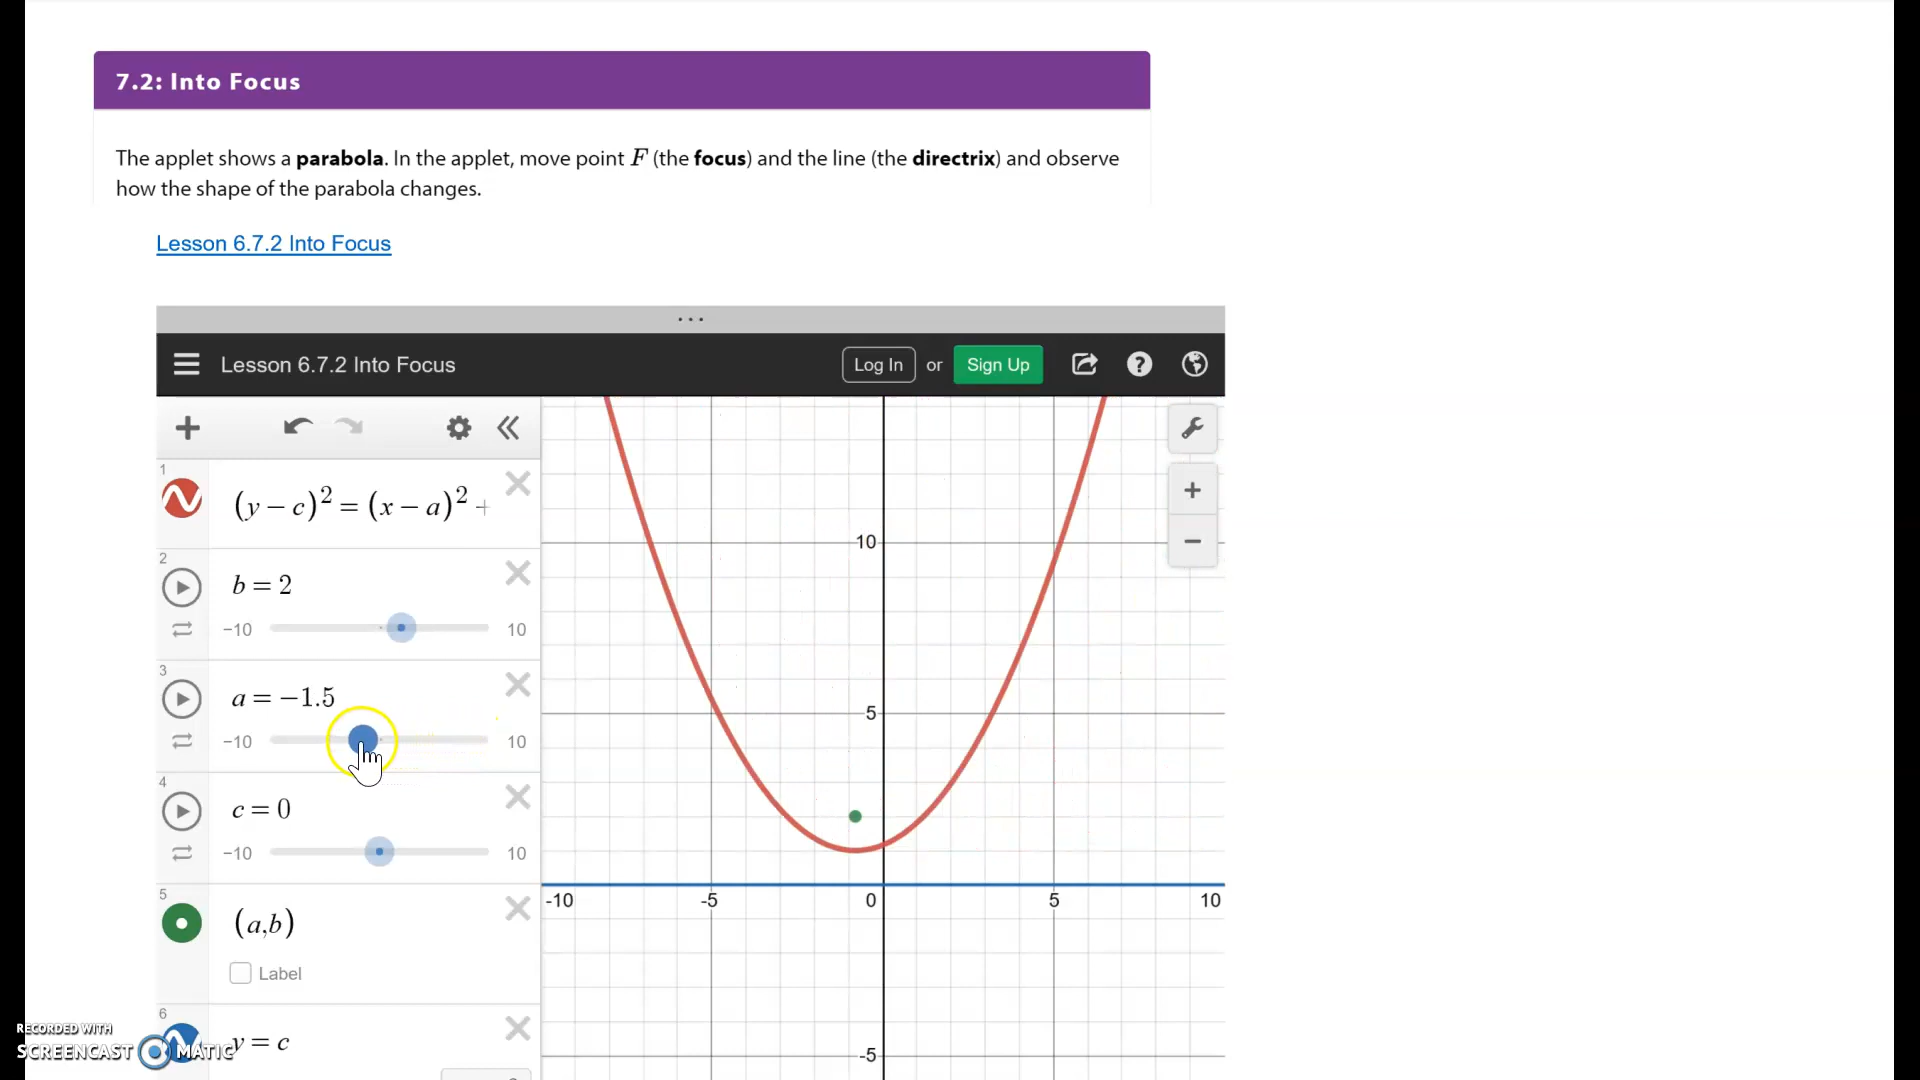 7.2: Into Focus
The applet shows a parabola. In the applet, move point F (the focus) and the line (the directrix) and observe
how the shape of the parabola changes.
Lesson 6.7.2 Into Focus
Lesson 6.7.2 Into Focus
Log In or Sign Up
1
(y − c)² = (x − a)² +
2
b = 2
−10
10
3
a = −1.5
−10
10
4
c = 0
−10
10
5
(a,b)
Label
6
y = c
10
5
-10
-5
0
5
10
-5
RECORDED WITH
SCREENCAST MATIC